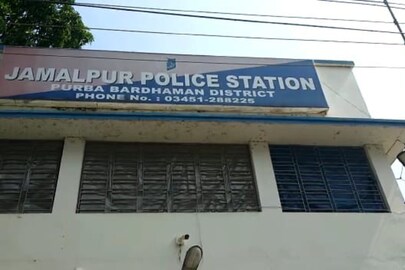 JAMALPUR POLICE STATION
PURBA BARDHAMAN DISTRICT
PHONE No. : 03451-288225